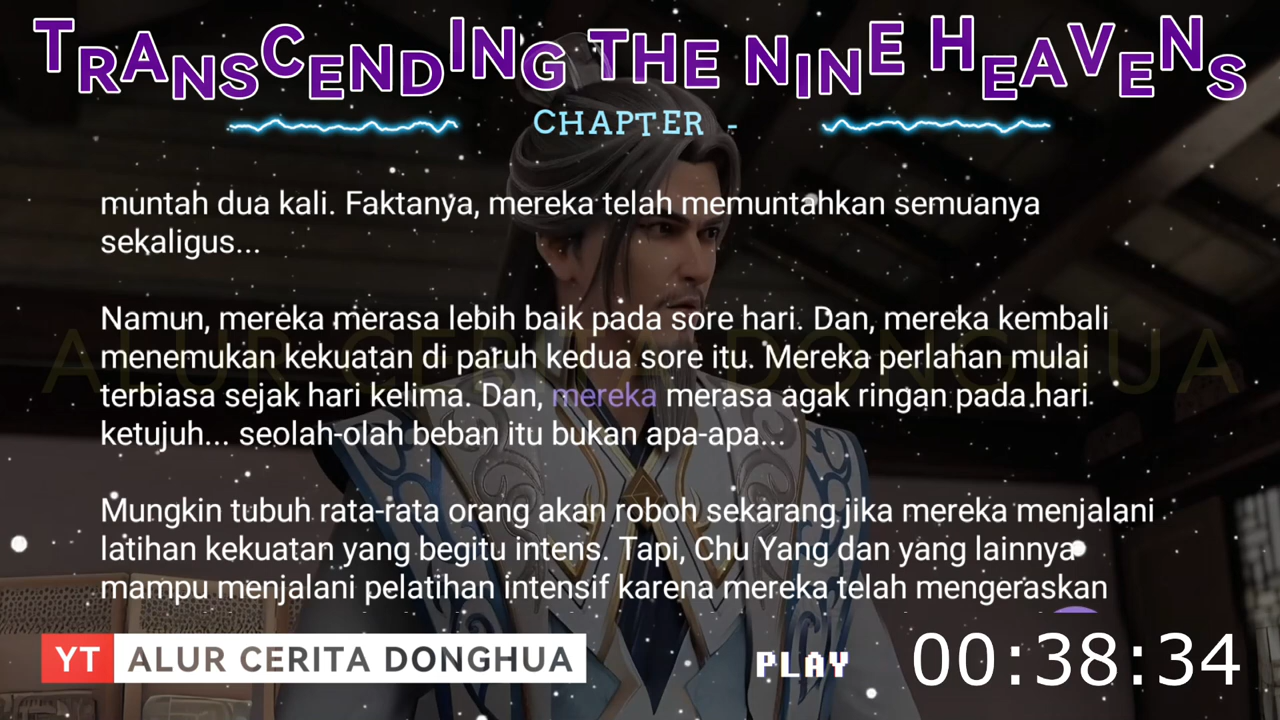 TRANSCENDING THE NINE HEAVENS
CHAPTER -
muntah dua kali. Faktanya, mereka telah memuntahkan semuanya
sekaligus...
Namun, mereka merasa lebih baik pada sore hari. Dan, mereka kembali
menemukan kekuatan di paruh kedua sore itu. Mereka perlahan mulai
terbiasa sejak hari kelima. Dan, mereka merasa agak ringan pada hari
ketujuh... seolah-olah beban itu bukan apa-apa...
Mungkin tubuh rata-rata orang akan roboh sekarang jika mereka menjalani
latihan kekuatan yang begitu intens. Tapi, Chu Yang dan yang lainnya
mampu menjalani pelatihan intensif karena mereka telah mengeraskan
ALUR CERITA DONGHUA
YT ALUR CERITA DONGHUA
PLAY
00:38:34